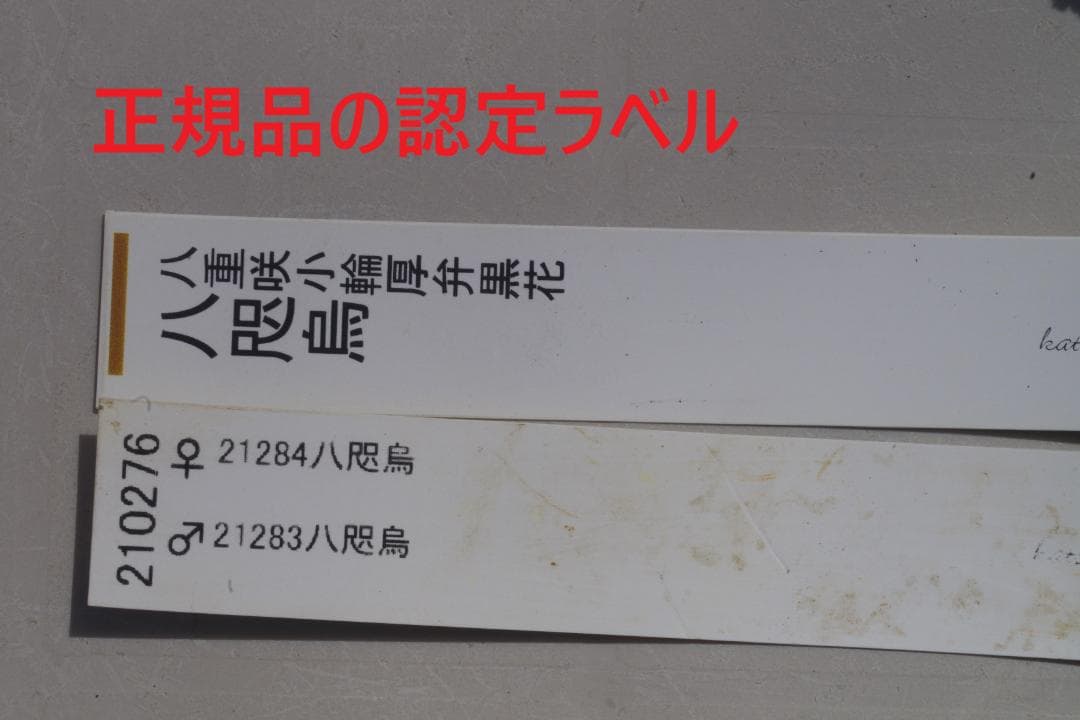 正規品の認定ラベル
八重咲小輪厚弁黒花
八咫烏
kat
210276
♀ 21284八咫烏
♂ 21283八咫烏